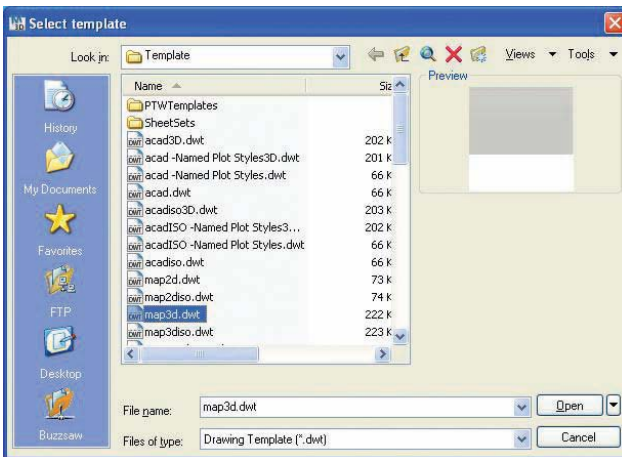 Select template
Look in:
Template
Views
Tools
History
My Documents
Favorites
FTP
Desktop
Buzzsaw
Name
Siz
PTWTemplates
SheetSets
acad3D.dwt 202 K
acad -Named Plot Styles3D.dwt 201 K
acad -Named Plot Styles.dwt 66 K
acad.dwt 66 K
acadiso3D.dwt 203 K
acadISO -Named Plot Styles3... 202 K
acadISO -Named Plot Styles.dwt 66 K
acadiso.dwt 66 K
map2d.dwt 73 K
map2diso.dwt 74 K
map3d.dwt 222 K
map3diso.dwt 223 K
Preview
File name: map3d.dwt
Open
Files of type: Drawing Template (*.dwt)
Cancel